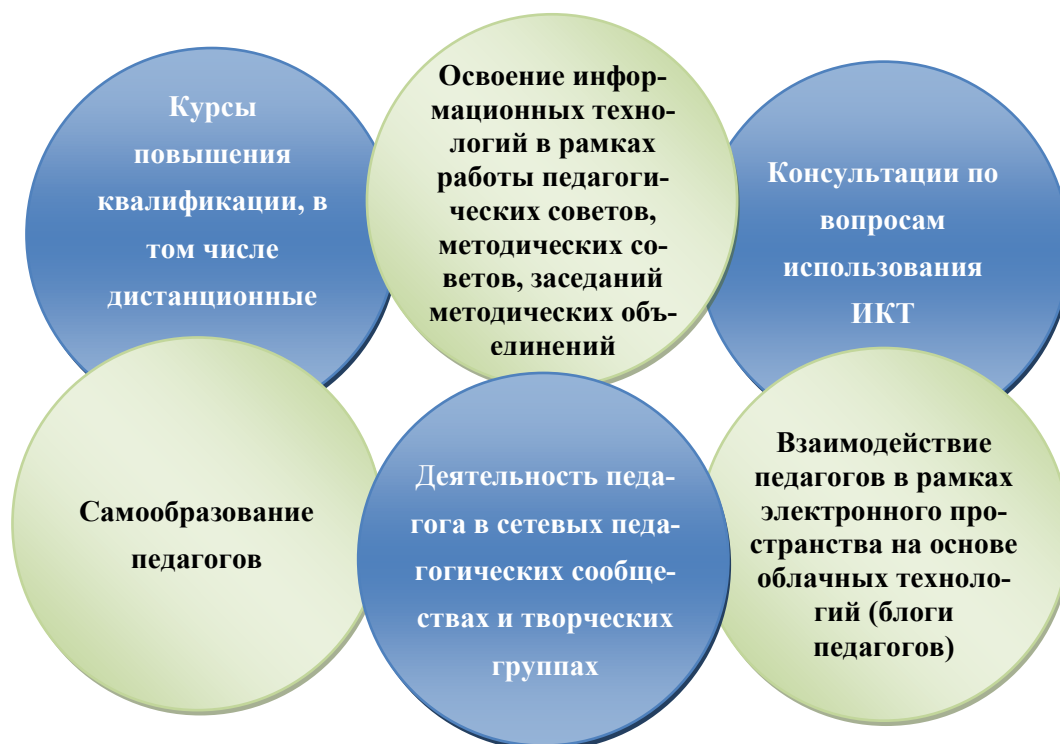 Курсы
повышения
квалификации, в
том числе
дистанционные
Освоение инфор-
мационных техно-
логий в рамках
работы педагоги-
ческих советов,
методических со-
ветов, заседаний
методических объ-
единений
Консультации по
вопросам
использования
ИКТ
Самообразование
педагогов
Деятельность педа-
гога в сетевых педа-
гогических сообще-
ствах и творческих
группах
Взаимодействие
педагогов в рамках
электронного про-
странства на основе
облачных техноло-
гий (блоги
педагогов)